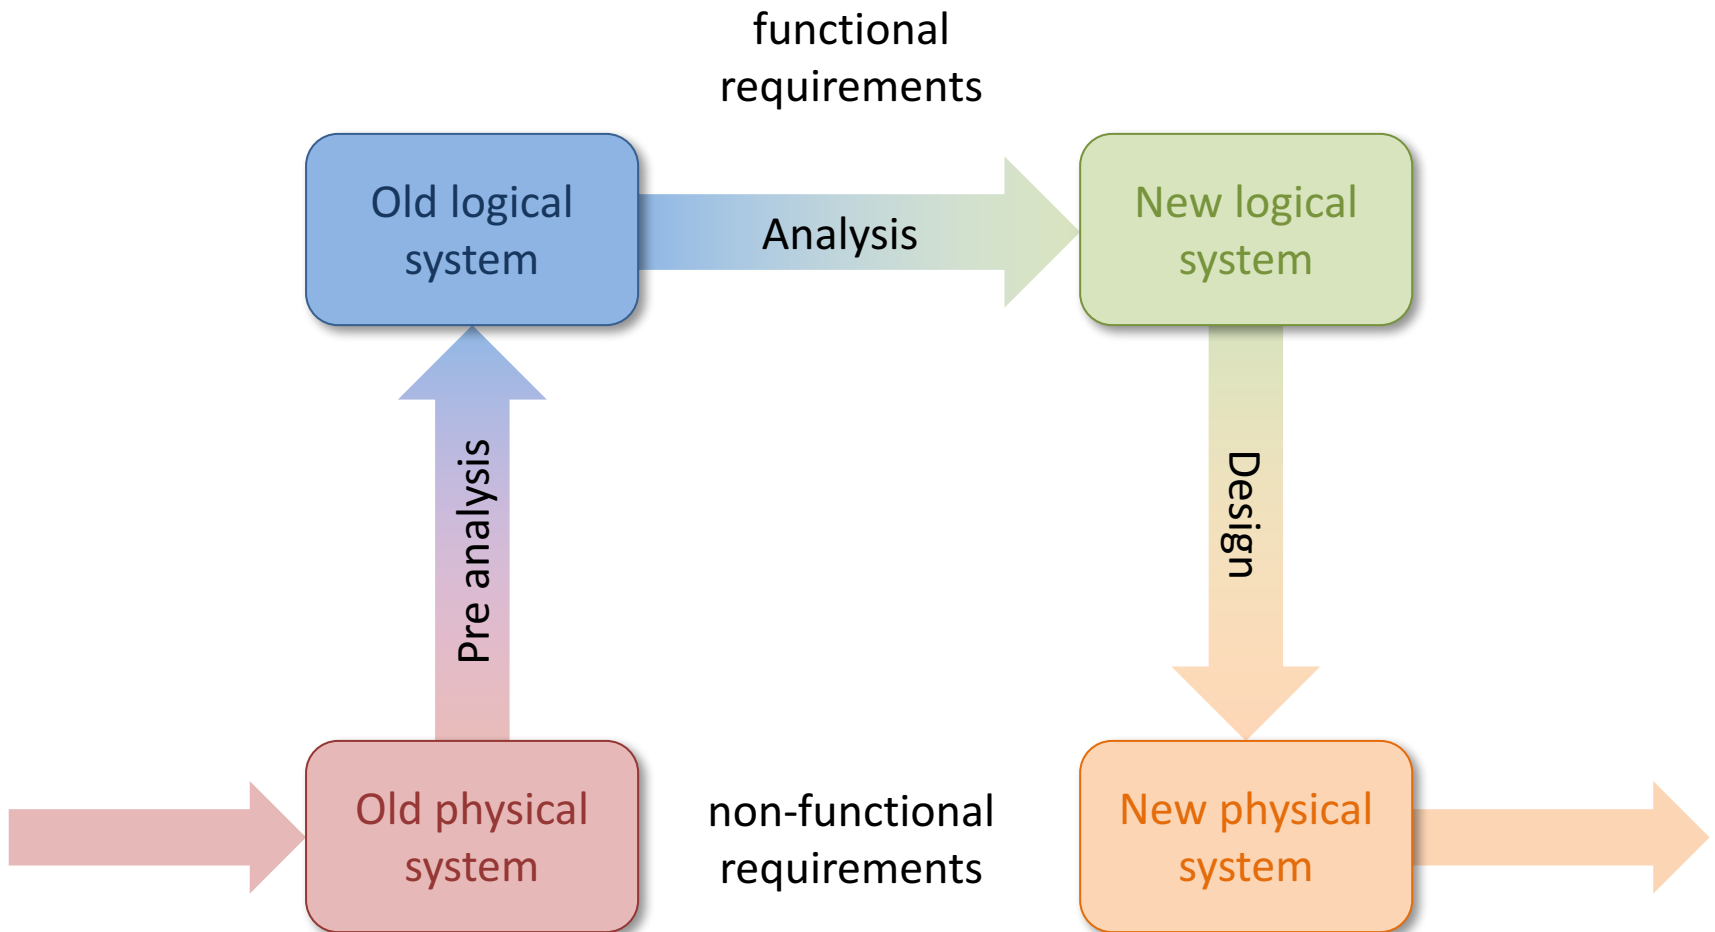 functional
requirements
Old logical
system
Analysis
New logical
system
Pre analysis
Design
Old physical
system
non-functional
requirements
New physical
system